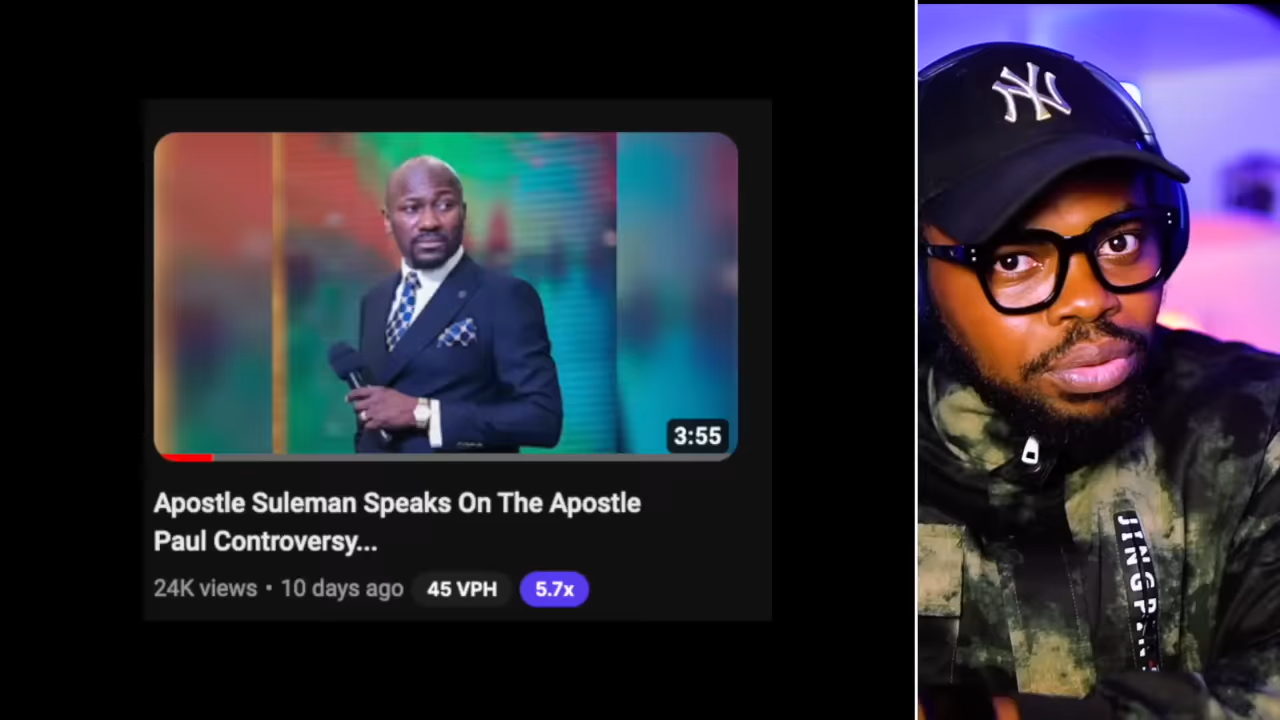 3:55
Apostle Suleman Speaks On The Apostle
Paul Controversy...
24K views • 10 days ago 45 VPH 5.7x
NY